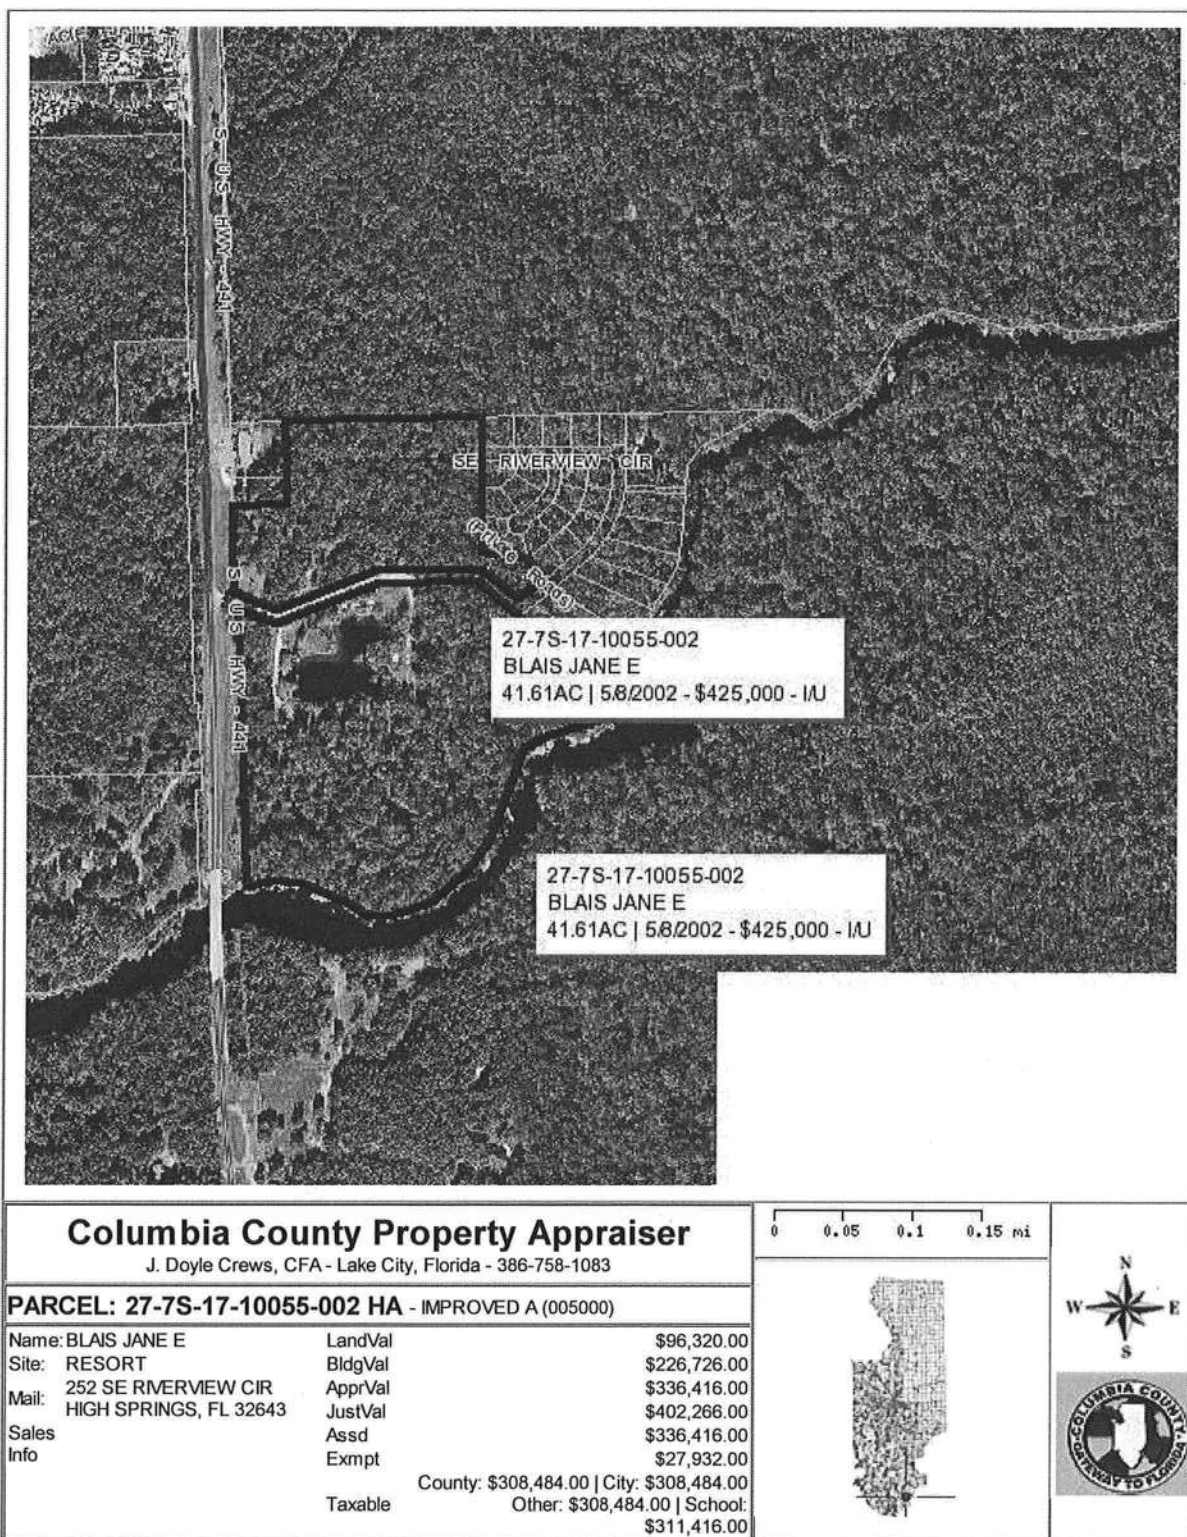 S US HWY 441
SE RIVERVIEW CIR
(Private Roads)
S US HWY 441
27-7S-17-10055-002
BLAIS JANE E
41.61AC | 5/8/2002 - $425,000 - I/U
27-7S-17-10055-002
BLAIS JANE E
41.61AC | 5/8/2002 - $425,000 - I/U
Columbia County Property Appraiser
J. Doyle Crews, CFA - Lake City, Florida - 386-758-1083
0 0.05 0.1 0.15 mi
PARCEL: 27-7S-17-10055-002 HA - IMPROVED A (005000)
Name: BLAIS JANE E LandVal $96,320.00
Site: RESORT BldgVal $226,726.00
Mail: 252 SE RIVERVIEW CIR ApprVal $336,416.00
HIGH SPRINGS, FL 32643 JustVal $402,266.00
Sales Assd $336,416.00
Info Exmpt $27,932.00
County: $308,484.00 | City: $308,484.00
Taxable Other: $308,484.00 | School:
$311,416.00
N
W E
S
COLUMBIA COUNTY
GATEWAY TO FLORIDA